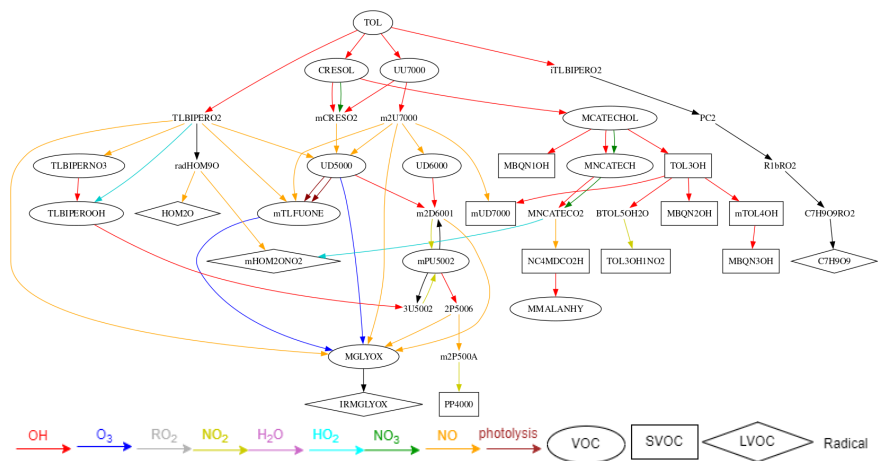 TOL
CRESOL UU7000 iTLBIPERO2
TLBIPERO2 mCRESO2 m2U7000 MCATECHOL PC2
TLBIPERNO3 radHOM9O UD5000 UD6000 MBQN1OH MNCATECH TOL3OH R1bRO2
TLBIPEROOH HOM2O mTLFUONE m2D6001 mUD7000 MNCATECO2 BTOL5OH2O MBQN2OH mTOL4OH C7H9O9RO2
mHOM2ONO2 mPU5002 NC4MDCO2H TOL3OH1NO2 MBQN3OH C7H9O9
3U5002 2P5006 MMALANHY
MGLYOX m2P500A
1RMGLYOX PP4000
OH O3 RO2 NO2 H2O HO2 NO3 NO photolysis VOC SVOC LVOC Radical